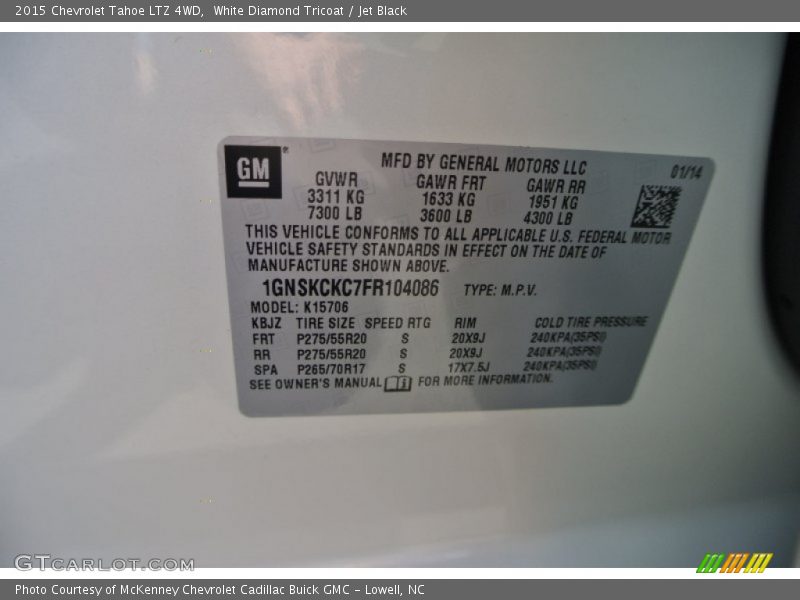 2015 Chevrolet Tahoe LTZ 4WD, White Diamond Tricoat / Jet Black
GM
MFD BY GENERAL MOTORS LLC 01/14
GVWR GAWR FRT GAWR RR
3311 KG 1633 KG 1951 KG
7300 LB 3600 LB 4300 LB
THIS VEHICLE CONFORMS TO ALL APPLICABLE U.S. FEDERAL MOTOR
VEHICLE SAFETY STANDARDS IN EFFECT ON THE DATE OF
MANUFACTURE SHOWN ABOVE.
1GNSKCKC7FR104086 TYPE: M.P.V.
MODEL: K15706
KBJZ TIRE SIZE SPEED RTG RIM COLD TIRE PRESSURE
FRT P275/55R20 S 20X9J 240KPA(35PSI)
RR P275/55R20 S 20X9J 240KPA(35PSI)
SPA P265/70R17 S 17X7.5J 240KPA(35PSI)
SEE OWNER'S MANUAL FOR MORE INFORMATION.
GTCARLOT.COM
Photo Courtesy of McKenney Chevrolet Cadillac Buick GMC - Lowell, NC